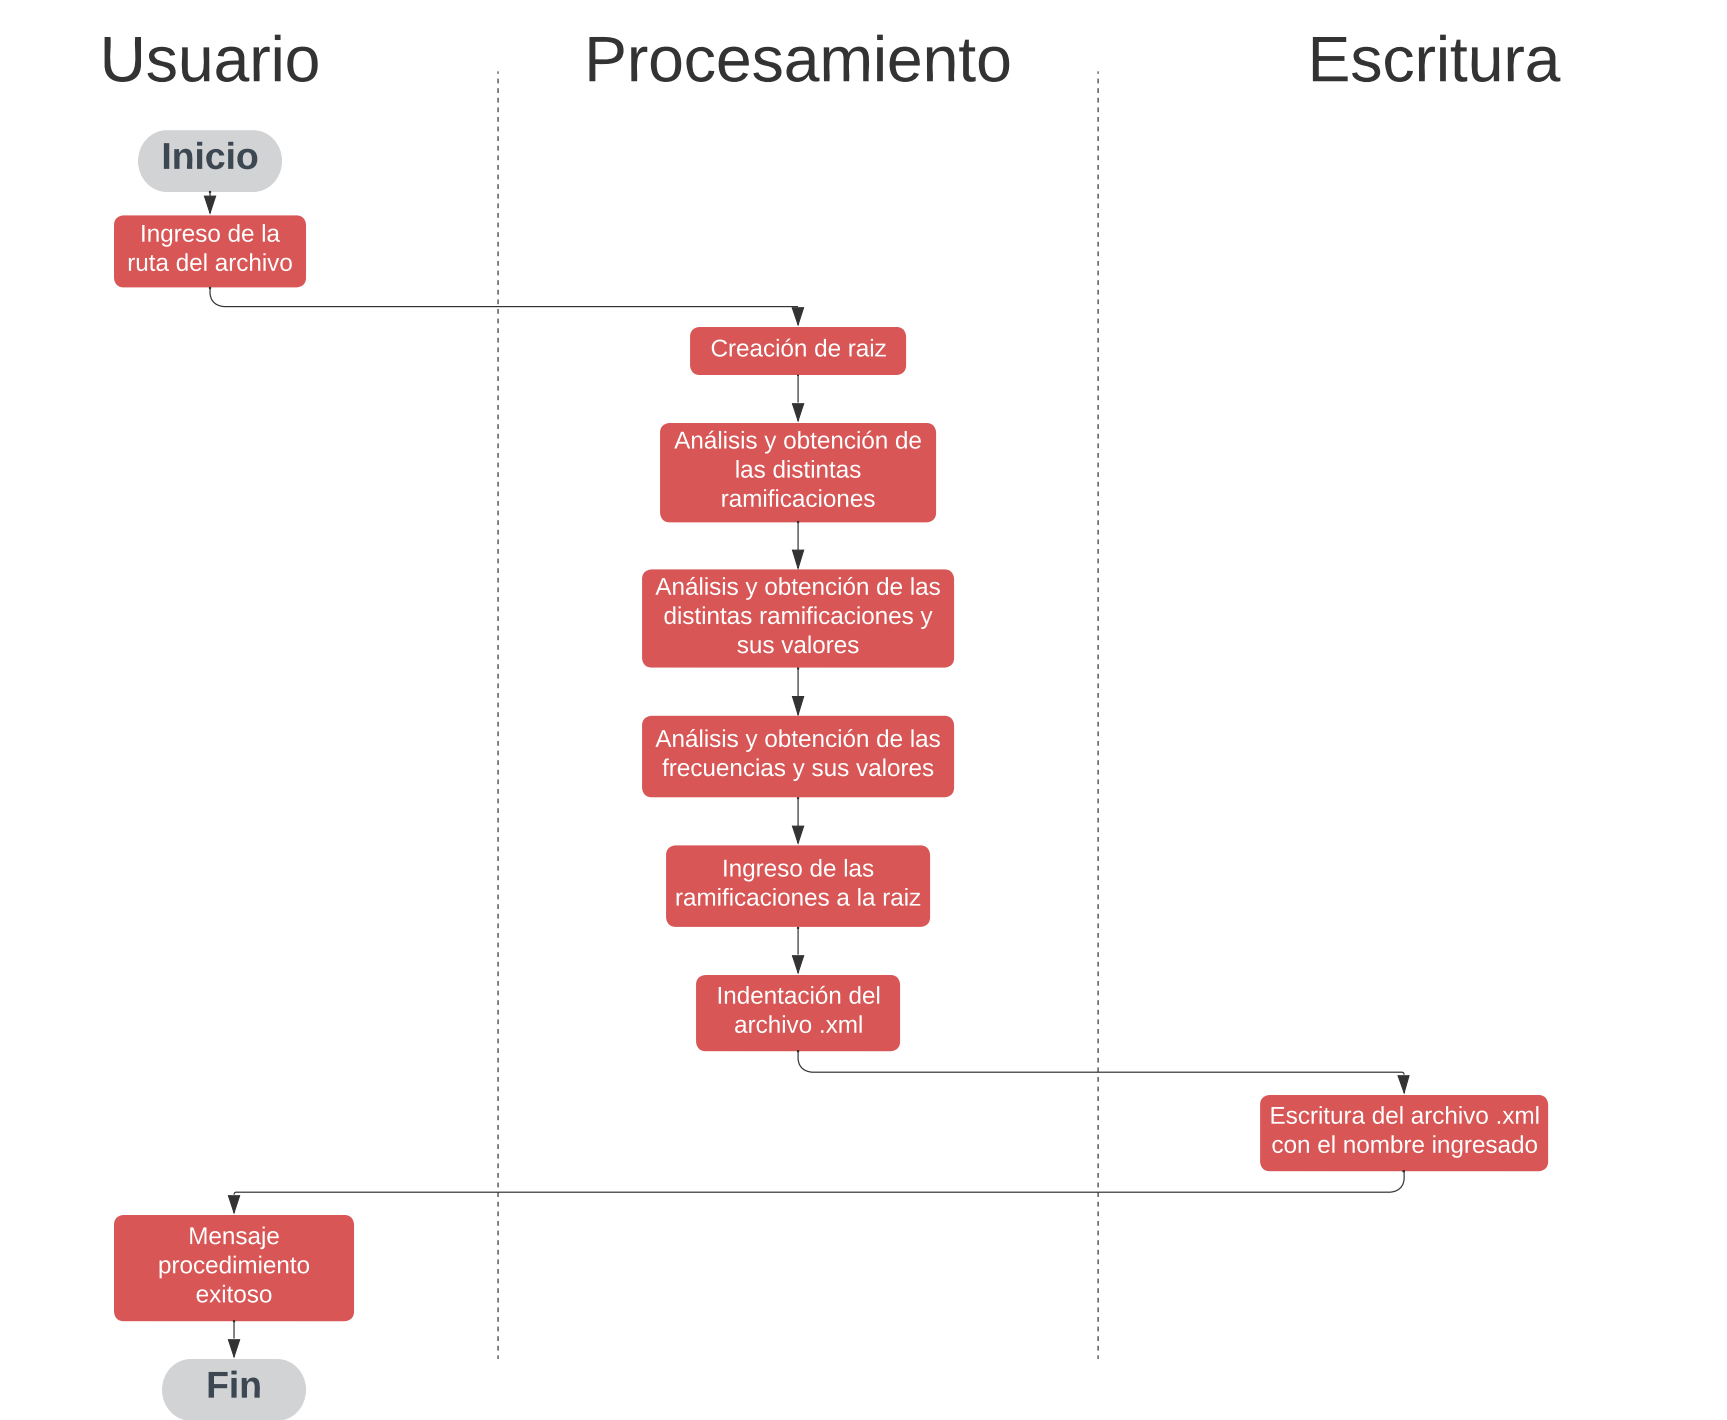 Usuario
Procesamiento
Escritura
Inicio
Ingreso de la
ruta del archivo
Creación de raiz
Análisis y obtención de
las distintas
ramificaciones
Análisis y obtención de las
distintas ramificaciones y
sus valores
Análisis y obtención de las
frecuencias y sus valores
Ingreso de las
ramificaciones a la raiz
Indentación del
archivo .xml
Escritura del archivo .xml
con el nombre ingresado
Mensaje
procedimiento
exitoso
Fin